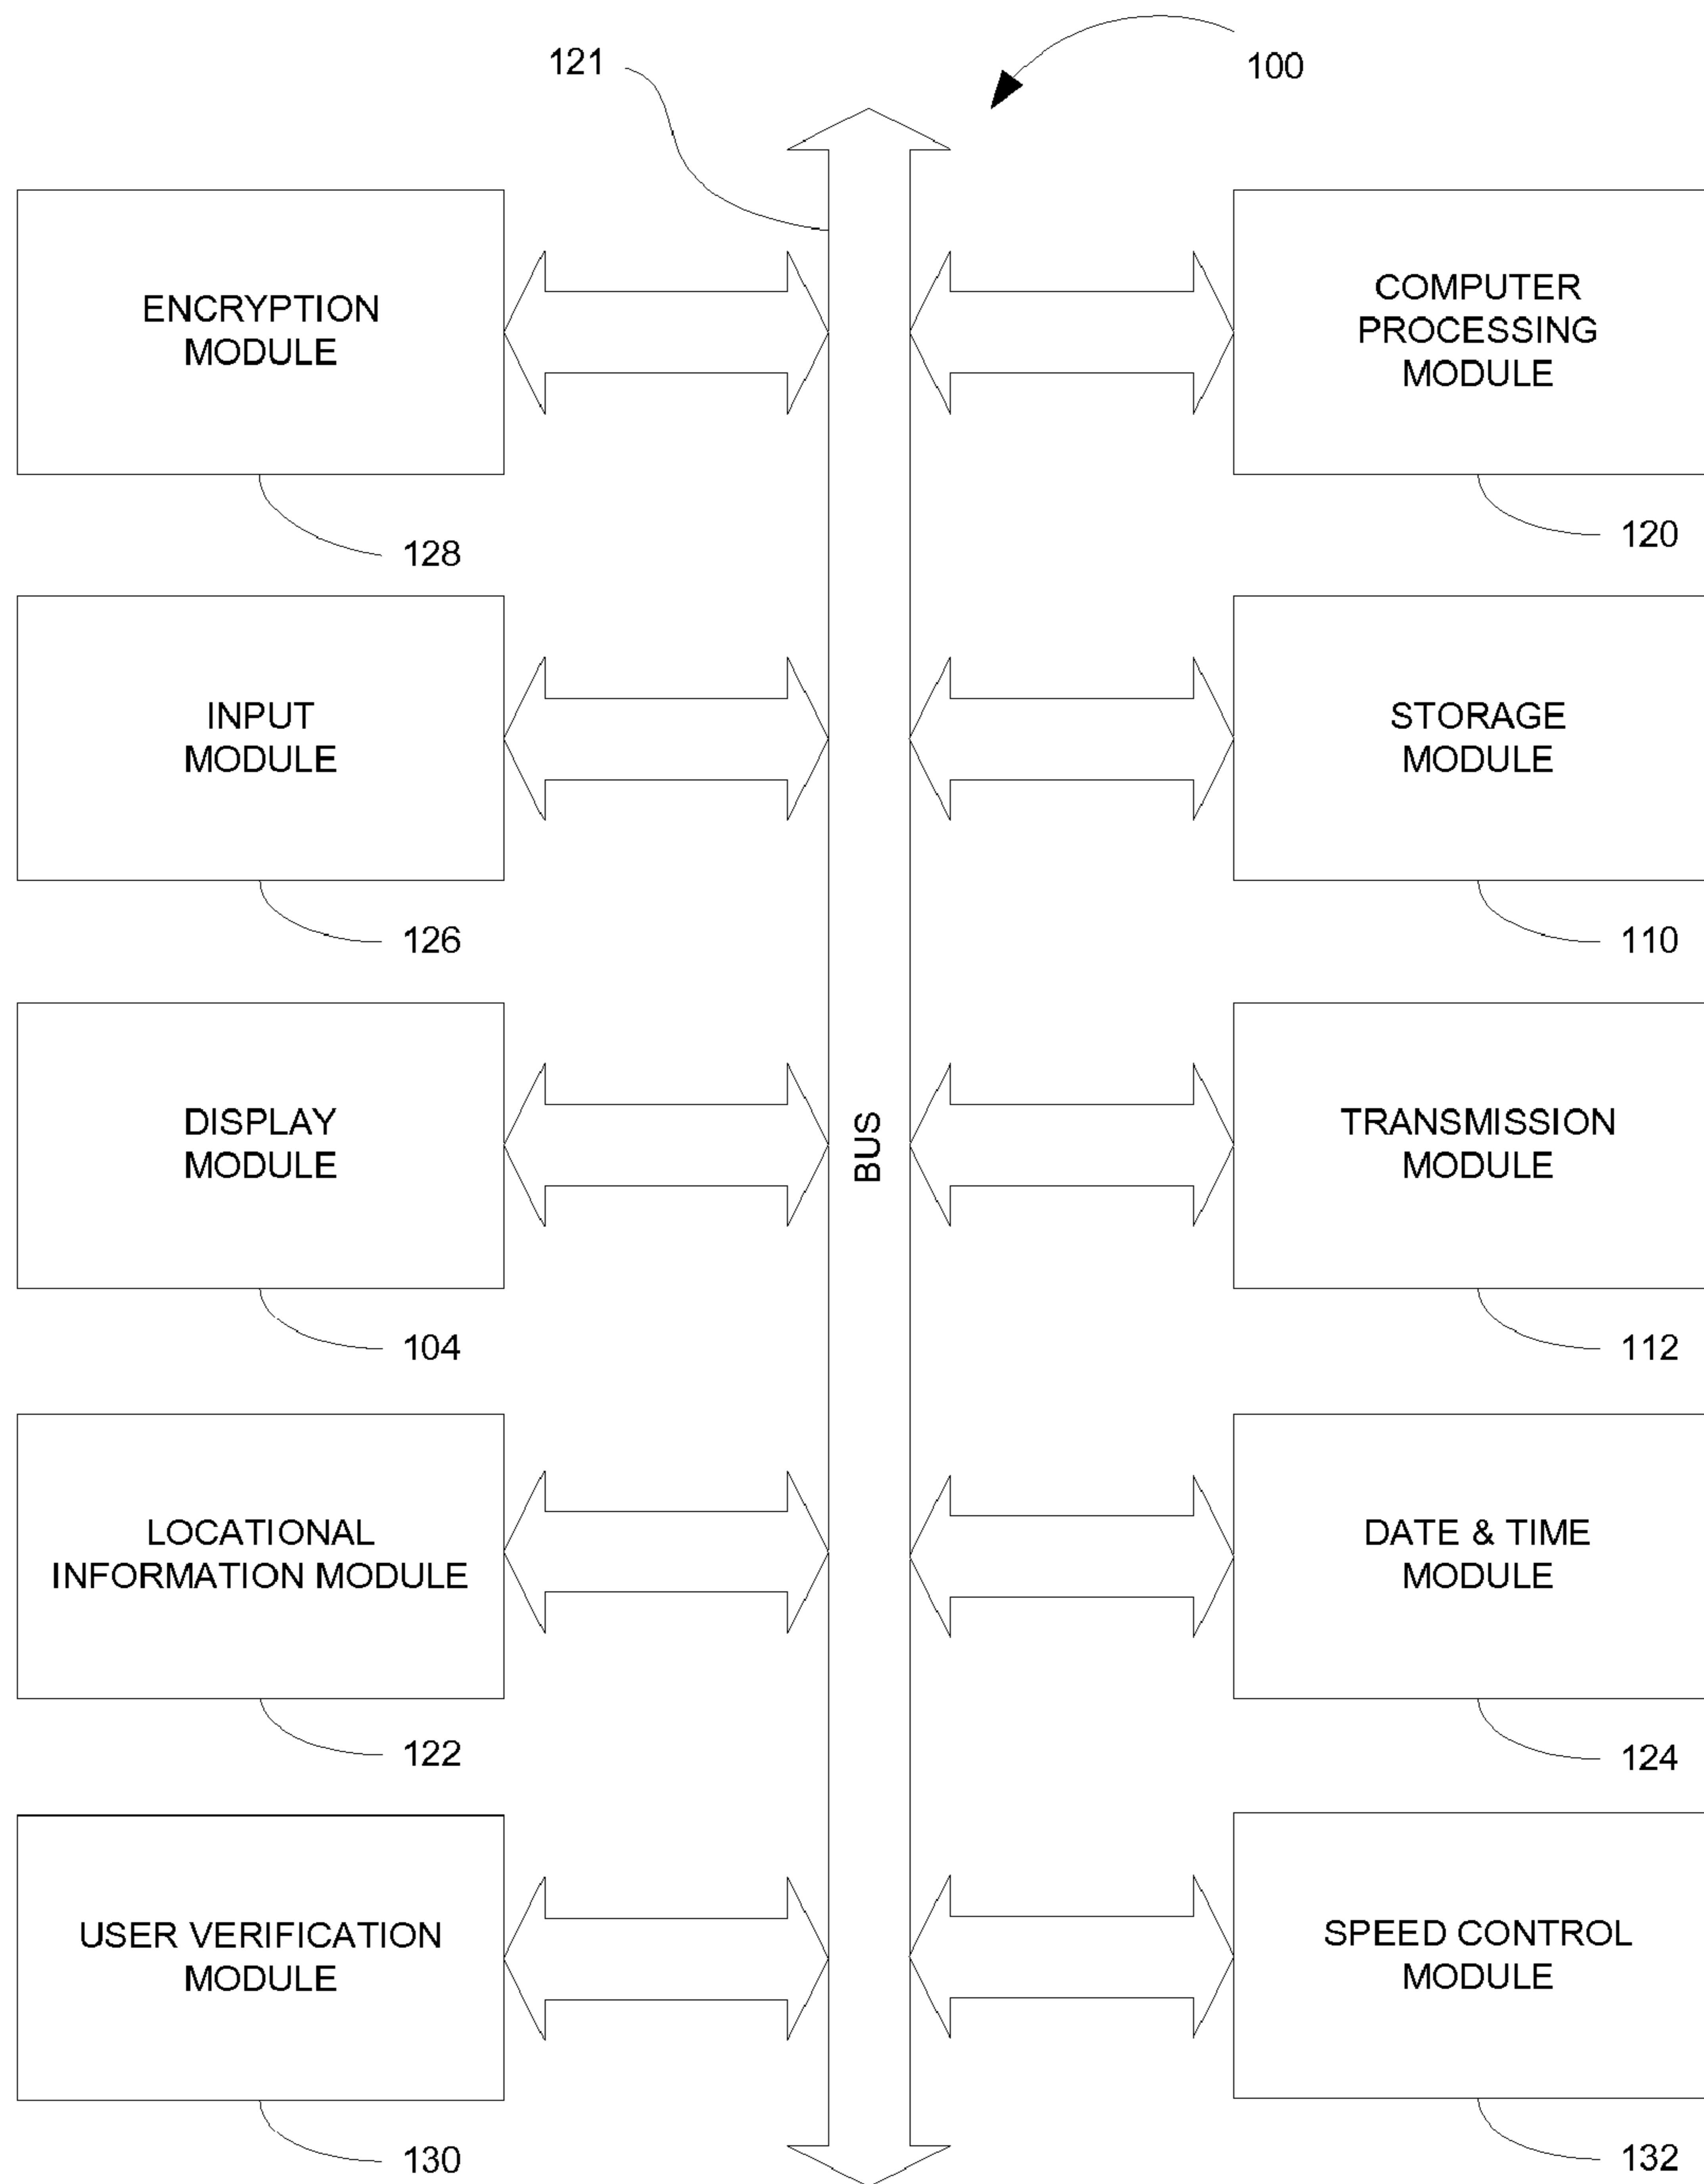 121
100
ENCRYPTION
MODULE
128
COMPUTER
PROCESSING
MODULE
120
INPUT
MODULE
126
STORAGE
MODULE
110
DISPLAY
MODULE
104
BUS
TRANSMISSION
MODULE
112
LOCATIONAL
INFORMATION MODULE
122
DATE & TIME
MODULE
124
USER VERIFICATION
MODULE
130
SPEED CONTROL
MODULE
132